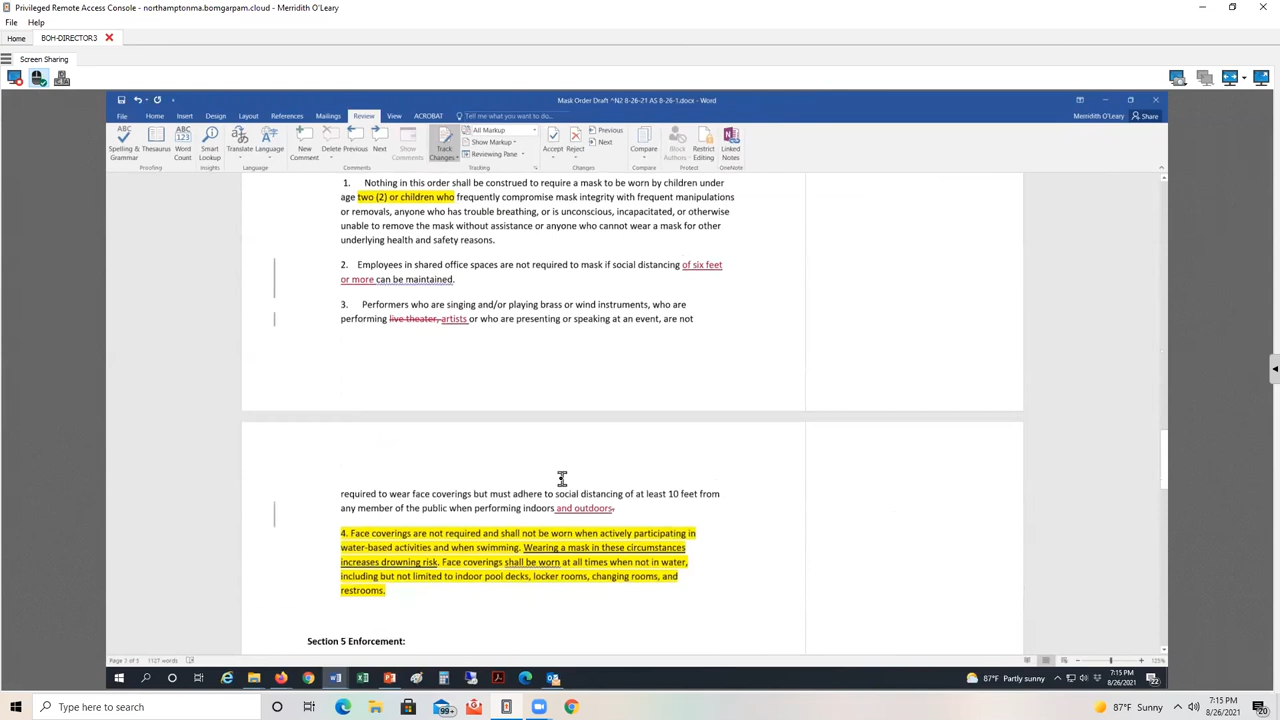 Privileged Remote Access Console - northamptonma.bomgarpam.cloud - Merridith O'Leary
File Help
Home BOH-DIRECTOR3
Screen Sharing
Mask Order Draft ^N2 8-26-21 AS 8-26-1.docx - Word
File Home Insert Design Layout References Mailings Review View ACROBAT Tell me what you want to do... Merridith O'Leary Share
Spelling & Grammar
Thesaurus
Word Count
Smart Lookup
Translate
Language
New Comment
Delete
Previous
Next
Show Comments
Track Changes
All Markup
Show Markup
Reviewing Pane
Accept
Reject
Previous
Next
Compare
Block Authors
Restrict Editing
Linked Notes
Proofing Insights Language Comments Tracking Changes Compare Protect OneNote
1. Nothing in this order shall be construed to require a mask to be worn by children under
age two (2) or children who frequently compromise mask integrity with frequent manipulations
or removals, anyone who has trouble breathing, or is unconscious, incapacitated, or otherwise
unable to remove the mask without assistance or anyone who cannot wear a mask for other
underlying health and safety reasons.
2. Employees in shared office spaces are not required to mask if social distancing of six feet
or more can be maintained.
3. Performers who are singing and/or playing brass or wind instruments, who are
performing live theater, artists or who are presenting or speaking at an event, are not
required to wear face coverings but must adhere to social distancing of at least 10 feet from
any member of the public when performing indoors and outdoors.
4. Face coverings are not required and shall not be worn when actively participating in
water-based activities and when swimming. Wearing a mask in these circumstances
increases drowning risk. Face coverings shall be worn at all times when not in water,
including but not limited to indoor pool decks, locker rooms, changing rooms, and
restrooms.
Section 5 Enforcement:
1127 words 125%
87°F Partly sunny 7:15 PM
8/26/2021 22
Type here to search 99+ 87°F Sunny 7:15 PM
8/26/2021 20